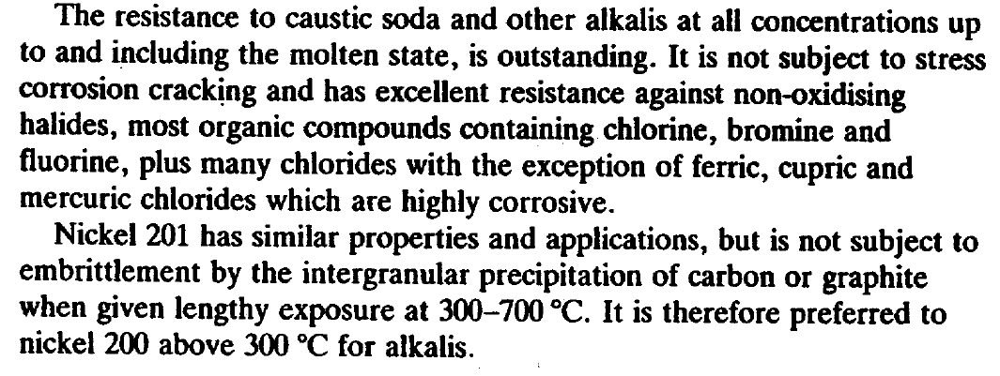 The resistance to caustic soda and other alkalis at all concentrations up
to and including the molten state, is outstanding. It is not subject to stress
corrosion cracking and has excellent resistance against non-oxidising
halides, most organic compounds containing chlorine, bromine and
fluorine, plus many chlorides with the exception of ferric, cupric and
mercuric chlorides which are highly corrosive.
Nickel 201 has similar properties and applications, but is not subject to
embrittlement by the intergranular precipitation of carbon or graphite
when given lengthy exposure at 300–700 °C. It is therefore preferred to
nickel 200 above 300 °C for alkalis.